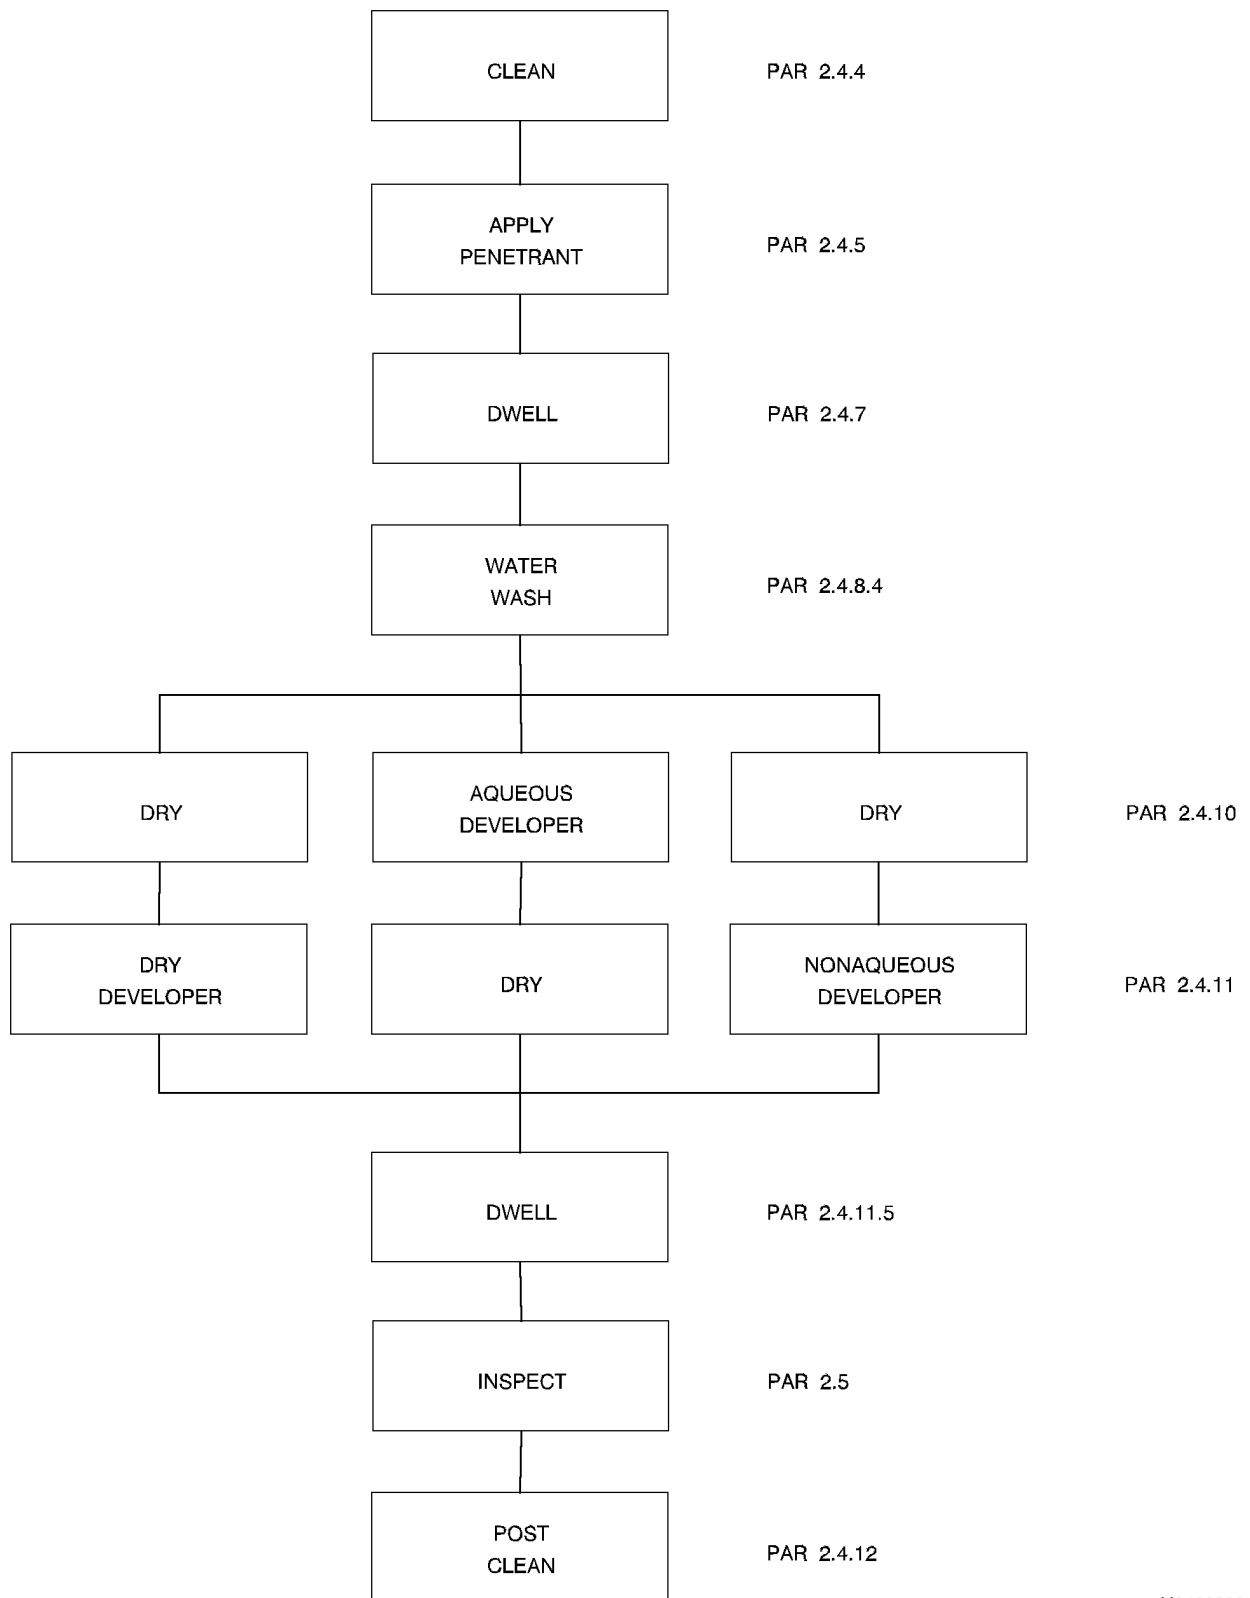 CLEAN
PAR 2.4.4
APPLY
PENETRANT
PAR 2.4.5
DWELL
PAR 2.4.7
WATER
WASH
PAR 2.4.8.4
DRY
AQUEOUS
DEVELOPER
DRY
PAR 2.4.10
DRY
DEVELOPER
DRY
NONAQUEOUS
DEVELOPER
PAR 2.4.11
DWELL
PAR 2.4.11.5
INSPECT
PAR 2.5
POST
CLEAN
PAR 2.4.12